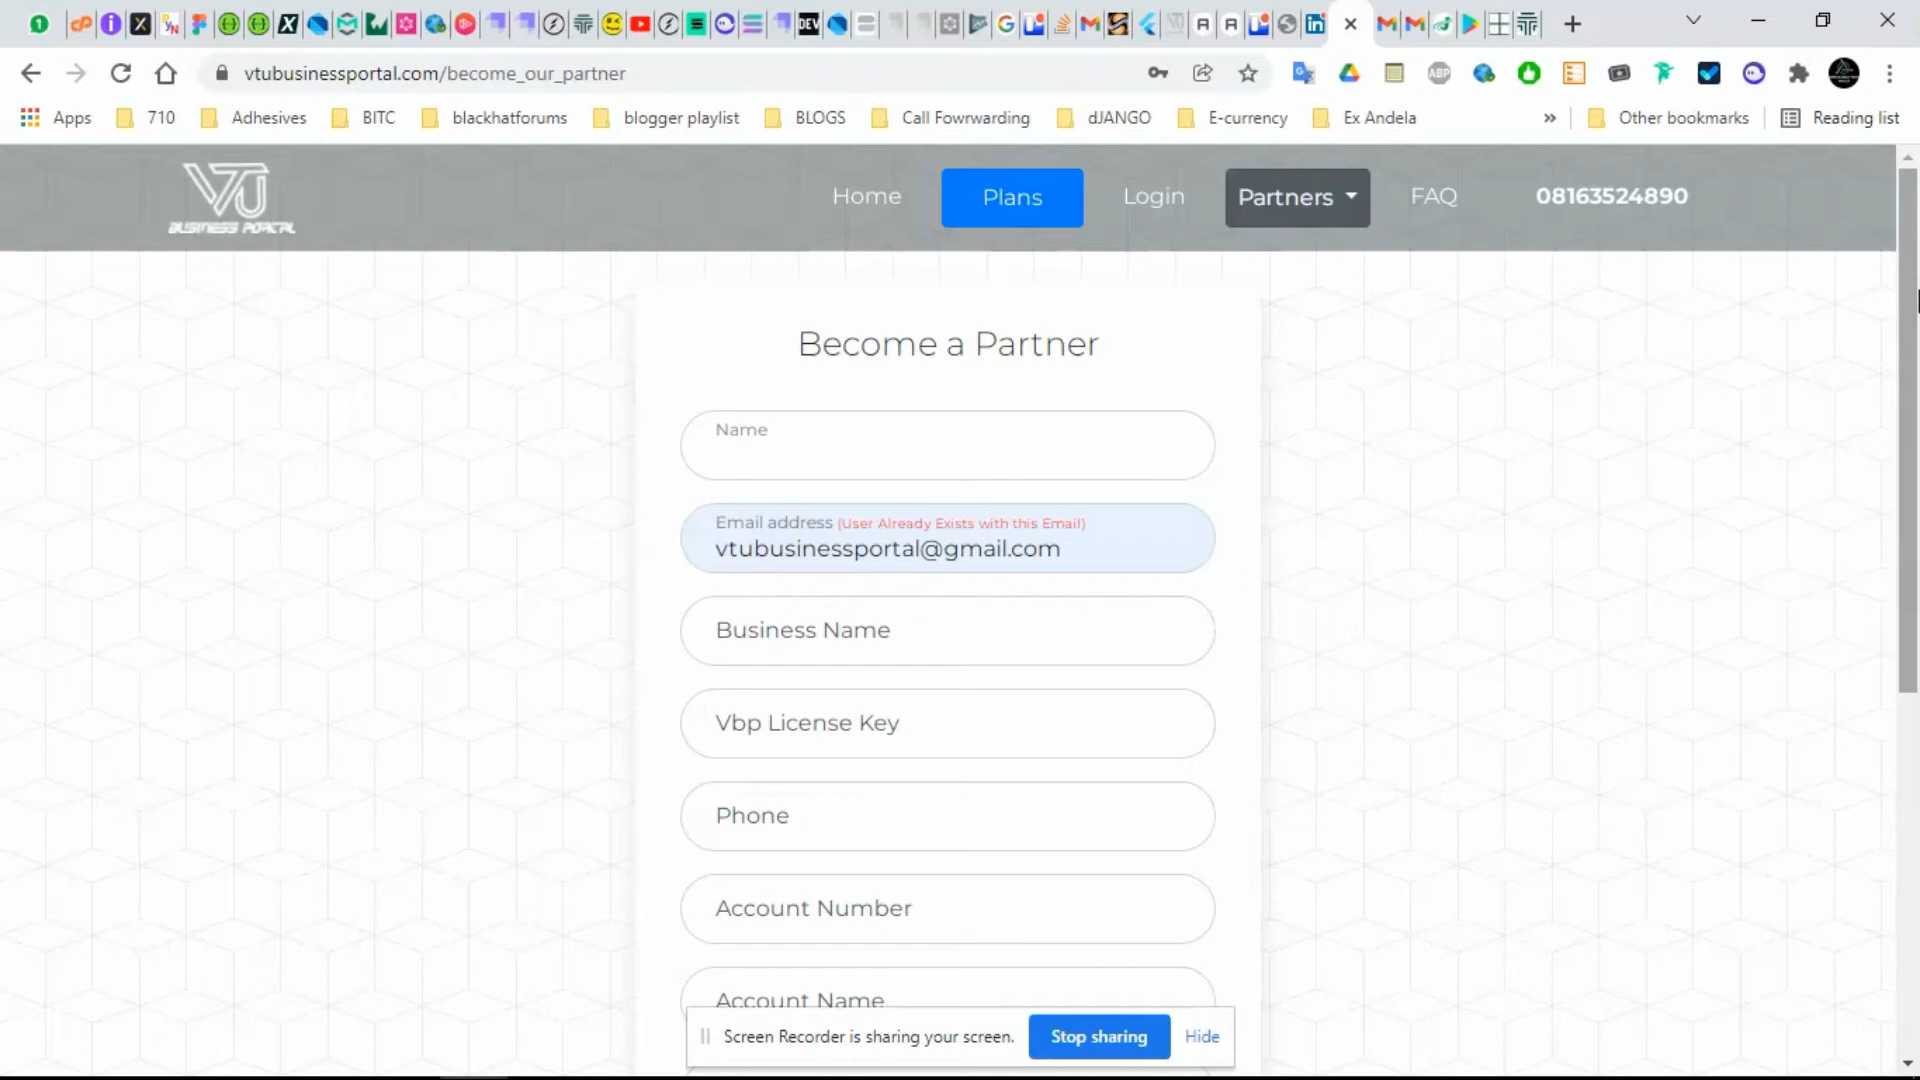 vtubusinessportal.com/become_our_partner
Apps 710 Adhesives BITC blackhatforums blogger playlist BLOGS Call Fowrwarding dJANGO E-currency Ex Andela » Other bookmarks Reading list
VTU
BUSINESS PORTAL
Home Plans Login Partners FAQ 08163524890
Become a Partner
Name
Email address (User Already Exists with this Email)
vtubusinessportal@gmail.com
Business Name
Vbp License Key
Phone
Account Number
Account Name
Screen Recorder is sharing your screen. Stop sharing Hide